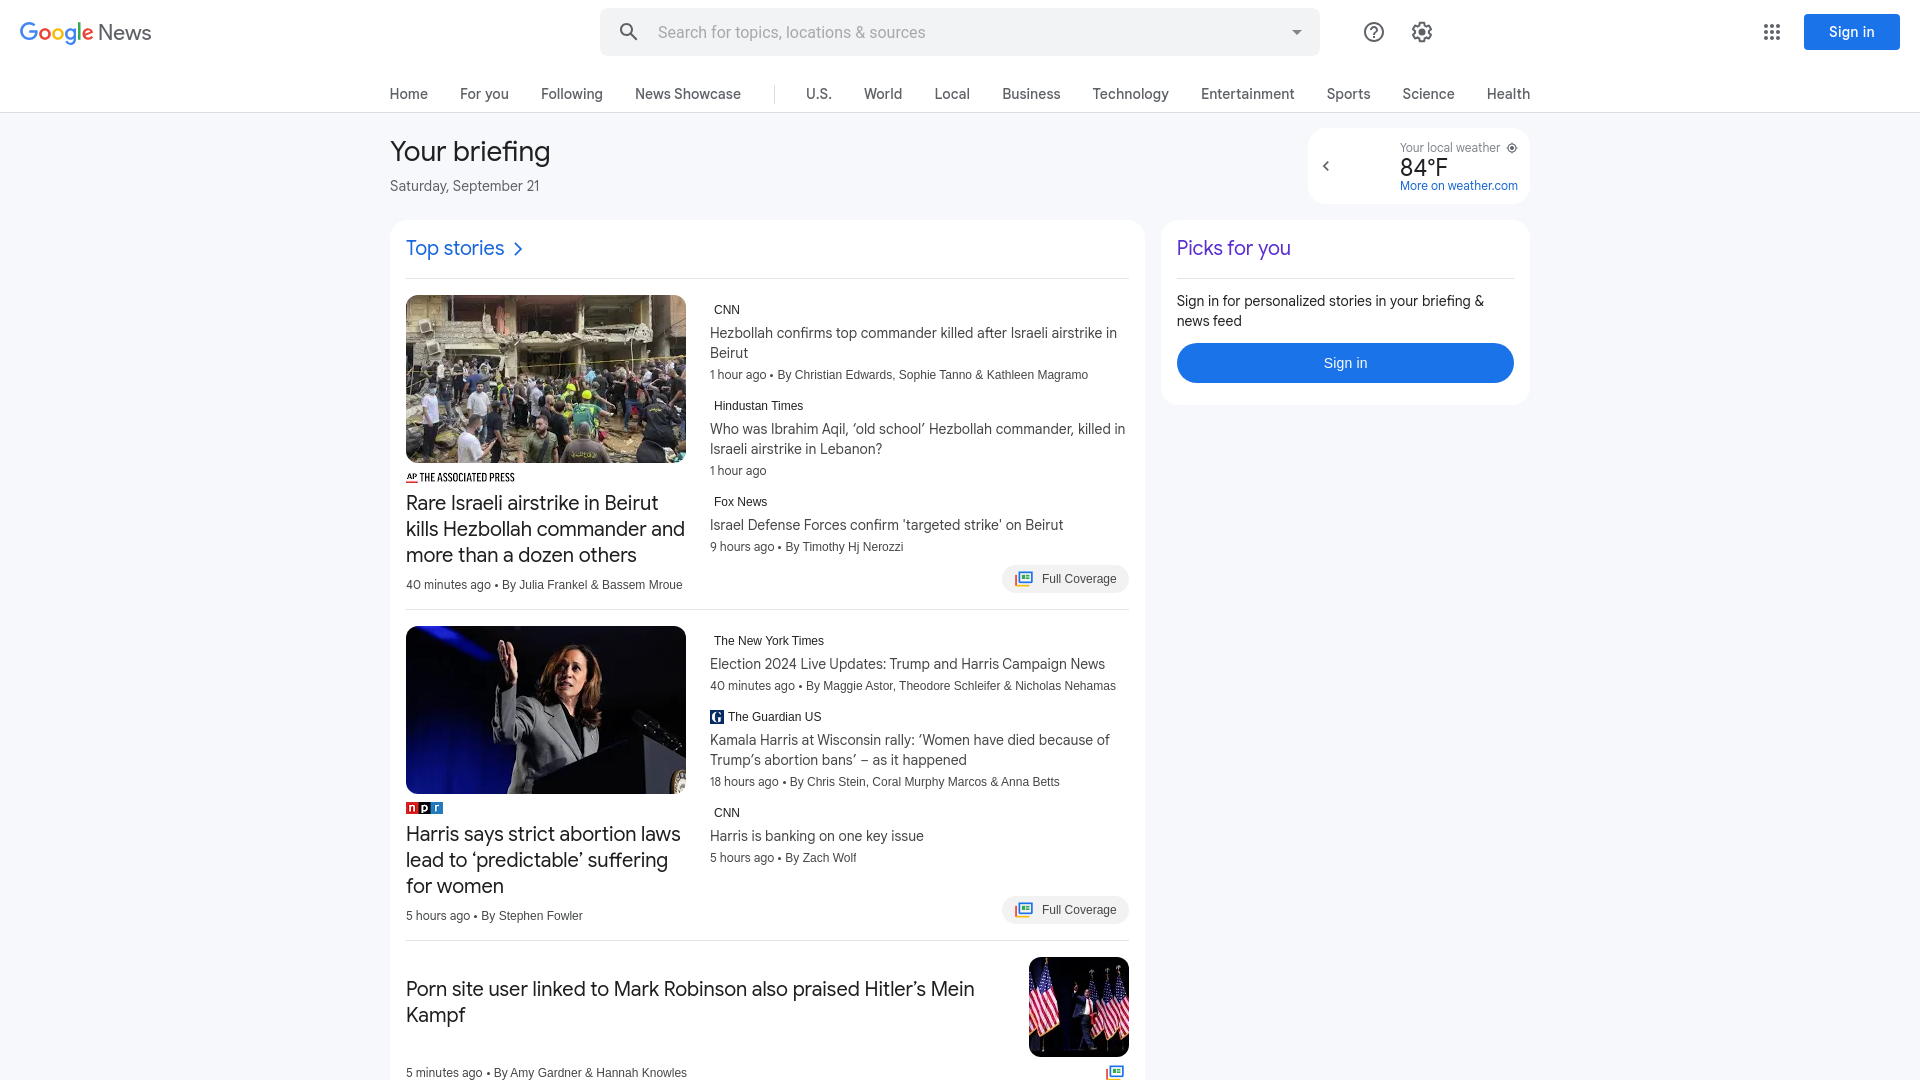 Google News
Search for topics, locations & sources
Sign in
Home
For you
Following
News Showcase
U.S.
World
Local
Business
Technology
Entertainment
Sports
Science
Health
Your briefing
Saturday, September 21
Your local weather
84°F
More on weather.com
Top stories
THE ASSOCIATED PRESS
Rare Israeli airstrike in Beirut
kills Hezbollah commander and
more than a dozen others
40 minutes ago • By Julia Frankel & Bassem Mroue
CNN
Hezbollah confirms top commander killed after Israeli airstrike in
Beirut
1 hour ago • By Christian Edwards, Sophie Tanno & Kathleen Magramo
Hindustan Times
Who was Ibrahim Aqil, ‘old school’ Hezbollah commander, killed in
Israeli airstrike in Lebanon?
1 hour ago
Fox News
Israel Defense Forces confirm 'targeted strike' on Beirut
9 hours ago • By Timothy Hj Nerozzi
Full Coverage
npr
Harris says strict abortion laws
lead to ‘predictable’ suffering
for women
5 hours ago • By Stephen Fowler
The New York Times
Election 2024 Live Updates: Trump and Harris Campaign News
40 minutes ago • By Maggie Astor, Theodore Schleifer & Nicholas Nehamas
The Guardian US
Kamala Harris at Wisconsin rally: ‘Women have died because of
Trump’s abortion bans’ – as it happened
18 hours ago • By Chris Stein, Coral Murphy Marcos & Anna Betts
CNN
Harris is banking on one key issue
5 hours ago • By Zach Wolf
Full Coverage
Porn site user linked to Mark Robinson also praised Hitler’s Mein
Kampf
5 minutes ago • By Amy Gardner & Hannah Knowles
Picks for you
Sign in for personalized stories in your briefing &
news feed
Sign in